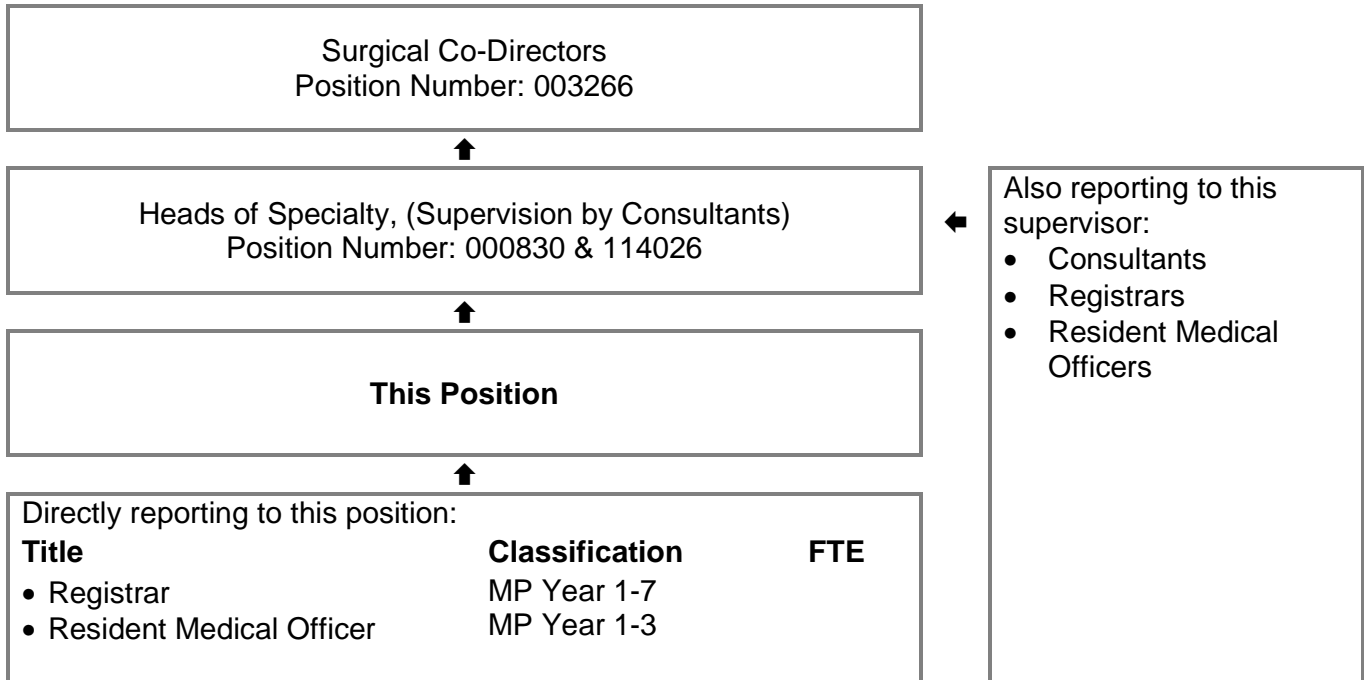 Surgical Co-Directors
Position Number: 003266
Heads of Specialty, (Supervision by Consultants)
Position Number: 000830 & 114026
Also reporting to this
supervisor:
• Consultants
• Registrars
• Resident Medical
Officers
This Position
Directly reporting to this position:
Title Classification FTE
• Registrar MP Year 1-7
• Resident Medical Officer MP Year 1-3